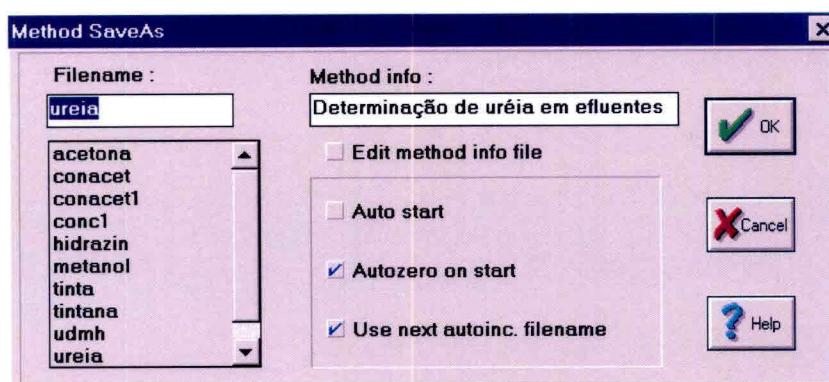 Method SaveAs
Filename :
ureia
acetona
conacet
conacet1
conc1
hidrazin
metanol
tinta
tintana
udmh
ureia
Method info :
Determinação de uréia em efluentes
Edit method info file
Auto start
Autozero on start
Use next autoinc. filename
OK
Cancel
Help